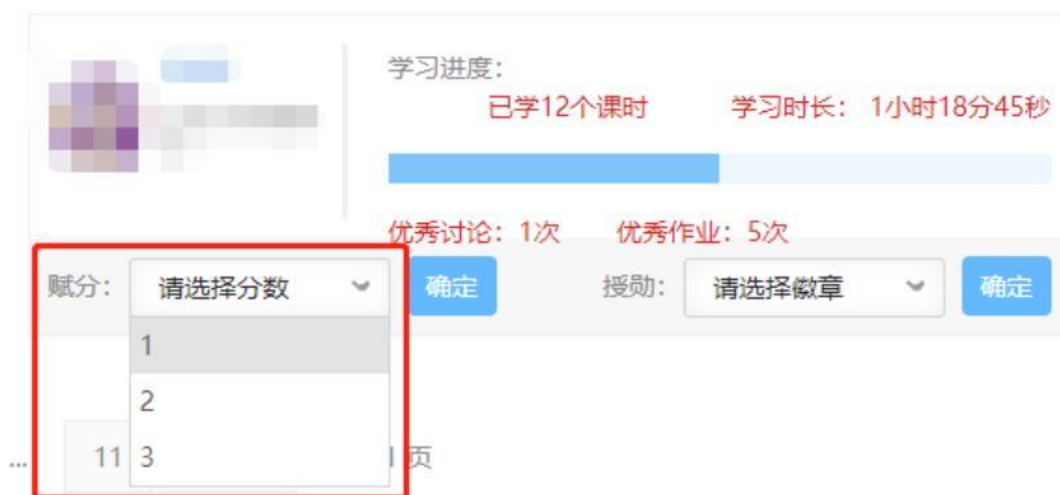 学习进度：
已学12个课时 学习时长： 1小时18分45秒
优秀讨论：1次 优秀作业：5次
赋分： 请选择分数 确定 授勋： 请选择徽章 确定
1
2
... 11 3 页